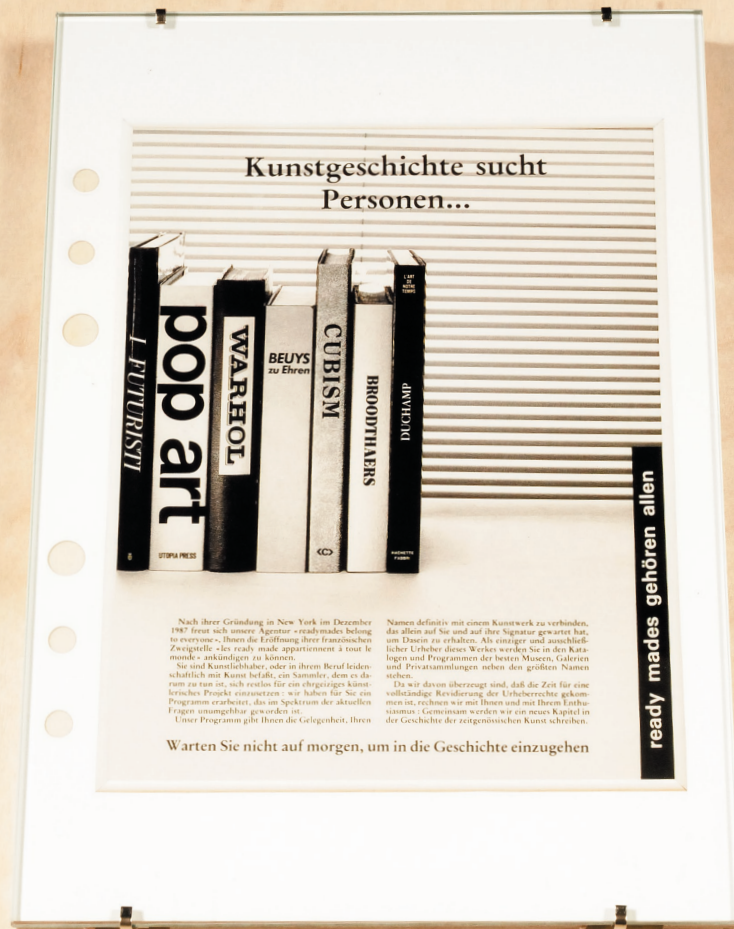 Kunstgeschichte sucht
Personen...
I FUTURISTI
pop art
UTOPIA PRESS
WARHOL
BEUYS
zu Ehren
CUBISM
BROODTHAERS
L'ART
DE
NOTRE
TEMPS
DUCHAMP
HACHETTE
FABBRI
ready mades gehören allen
Nach ihrer Gründung in New York im Dezember
1987 freut sich unsere Agentur «readymades belong
to everyone», Ihnen die Eröffnung ihrer französischen
Zweigstelle «les ready made appartiennent à tout le
monde» ankündigen zu können.
Sie sind Kunstliebhaber, oder in ihrem Beruf leiden-
schaftlich mit Kunst befaßt, ein Sammler, dem es da-
rum zu tun ist, sich restlos für ein ehrgeiziges künst-
lerisches Projekt einzusetzen : wir haben für Sie ein
Programm erarbeitet, das im Spektrum der aktuellen
Fragen unumgehbar geworden ist.
Unser Programm gibt Ihnen die Gelegenheit, Ihren
Namen definitiv mit einem Kunstwerk zu verbinden,
das allein auf Sie und auf ihre Signatur gewartet hat,
um Dasein zu erhalten. Als einziger und ausschließ-
licher Urheber dieses Werkes werden Sie in den Kata-
logen und Programmen der besten Museen, Galerien
und Privatsammlungen neben den größten Namen
stehen.
Da wir davon überzeugt sind, daß die Zeit für eine
vollständige Revidierung der Urheberrechte gekom-
men ist, rechnen wir mit Ihnen und mit Ihrem Enthu-
siasmus : Gemeinsam werden wir ein neues Kapitel in
der Geschichte der zeitgenössischen Kunst schreiben.
Warten Sie nicht auf morgen, um in die Geschichte einzugehen